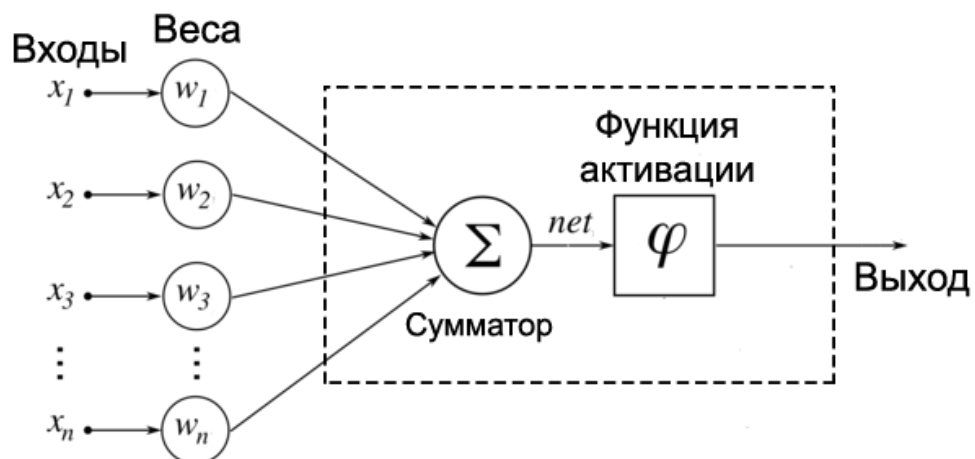 Входы
Веса
x1
w1
x2
w2
x3
w3
⋮
⋮
xn
wn
Σ
Сумматор
net
Функция
активации
φ
Выход